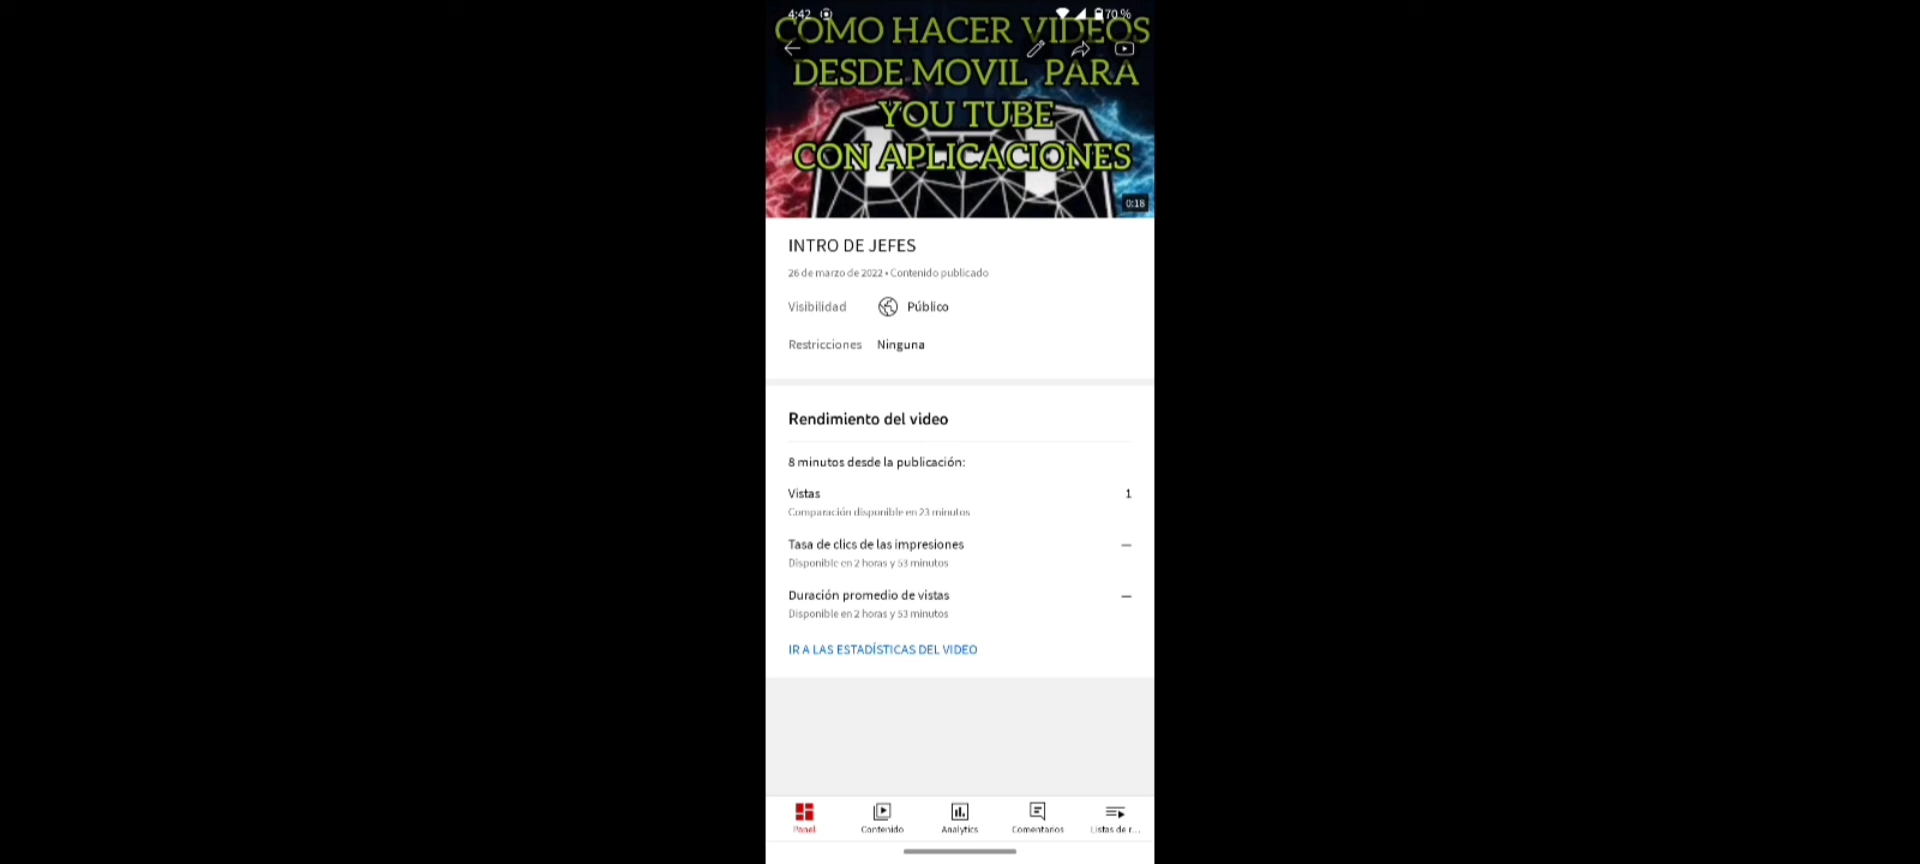 4:42
70 %
COMO HACER VIDEOS
DESDE MOVIL PARA
YOU TUBE
CON APLICACIONES
0:18
INTRO DE JEFES
26 de marzo de 2022 • Contenido publicado
Visibilidad Público
Restricciones Ninguna
Rendimiento del video
8 minutos desde la publicación:
Vistas 1
Comparación disponible en 23 minutos
Tasa de clics de las impresiones —
Disponible en 2 horas y 53 minutos
Duración promedio de vistas —
Disponible en 2 horas y 53 minutos
IR A LAS ESTADÍSTICAS DEL VIDEO
Panel Contenido Analytics Comentarios Listas de r...